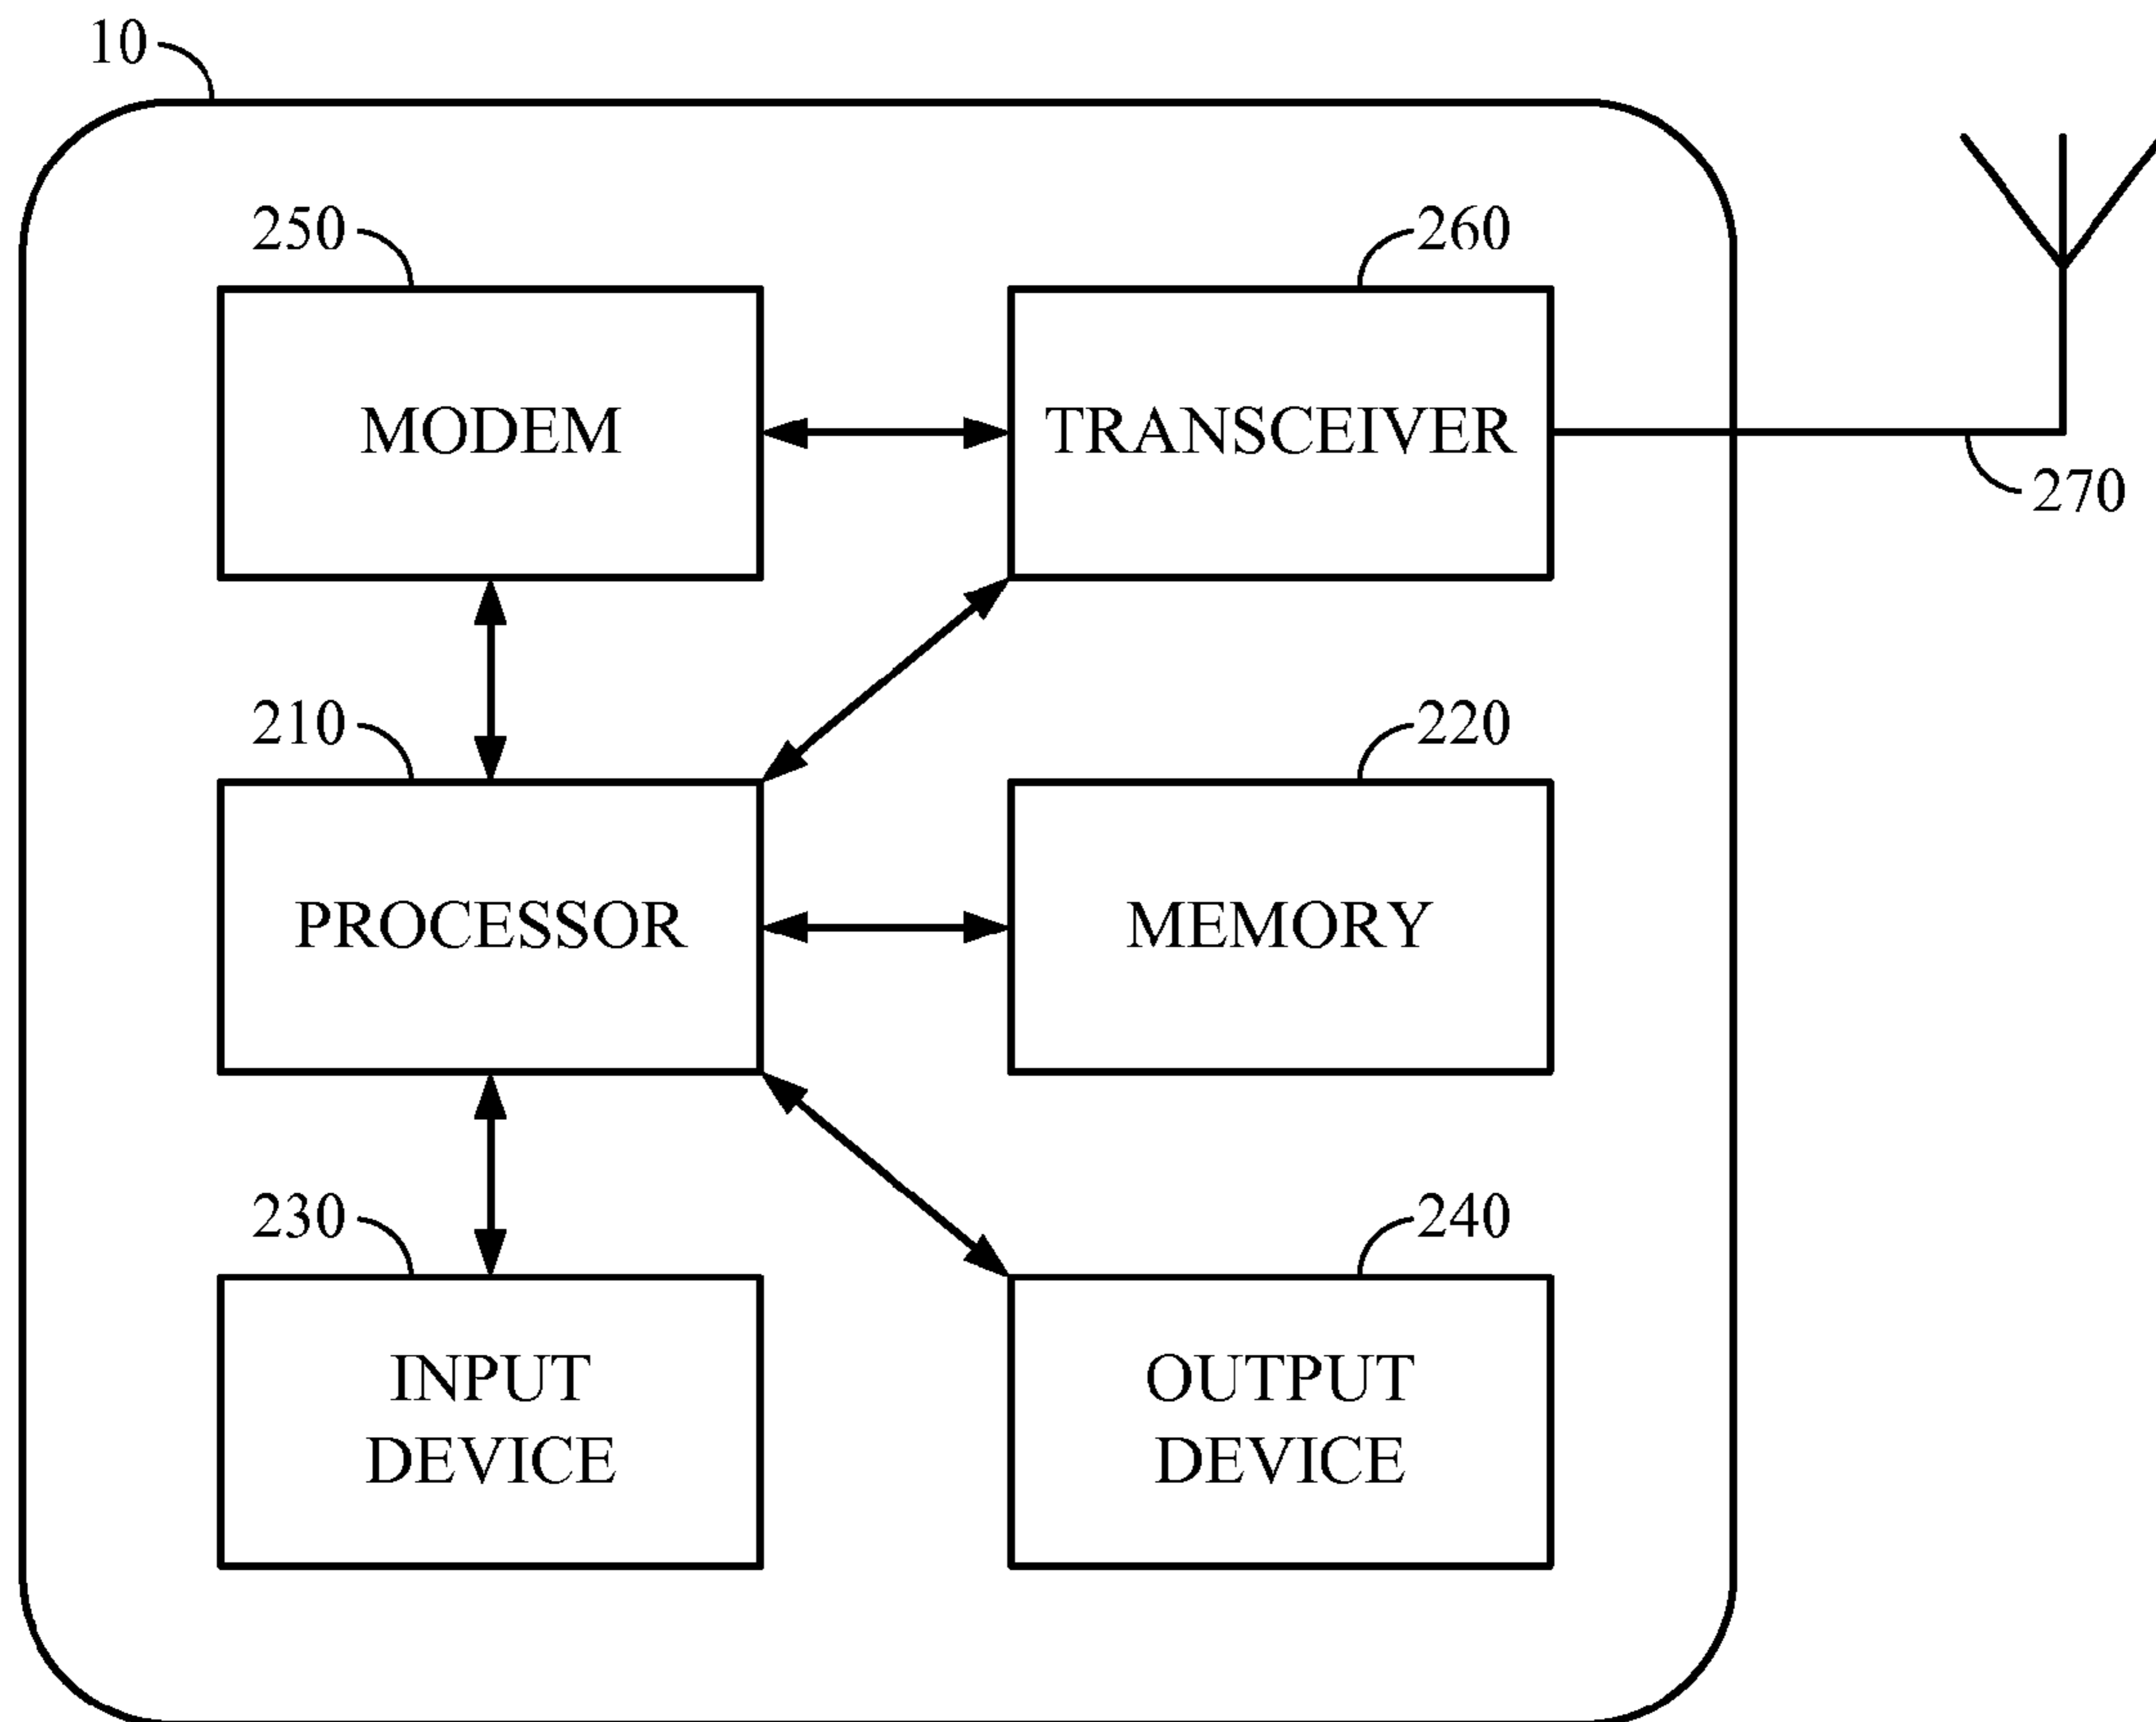 10
250
260
MODEM
TRANSCEIVER
270
210
220
PROCESSOR
MEMORY
230
240
INPUT
DEVICE
OUTPUT
DEVICE